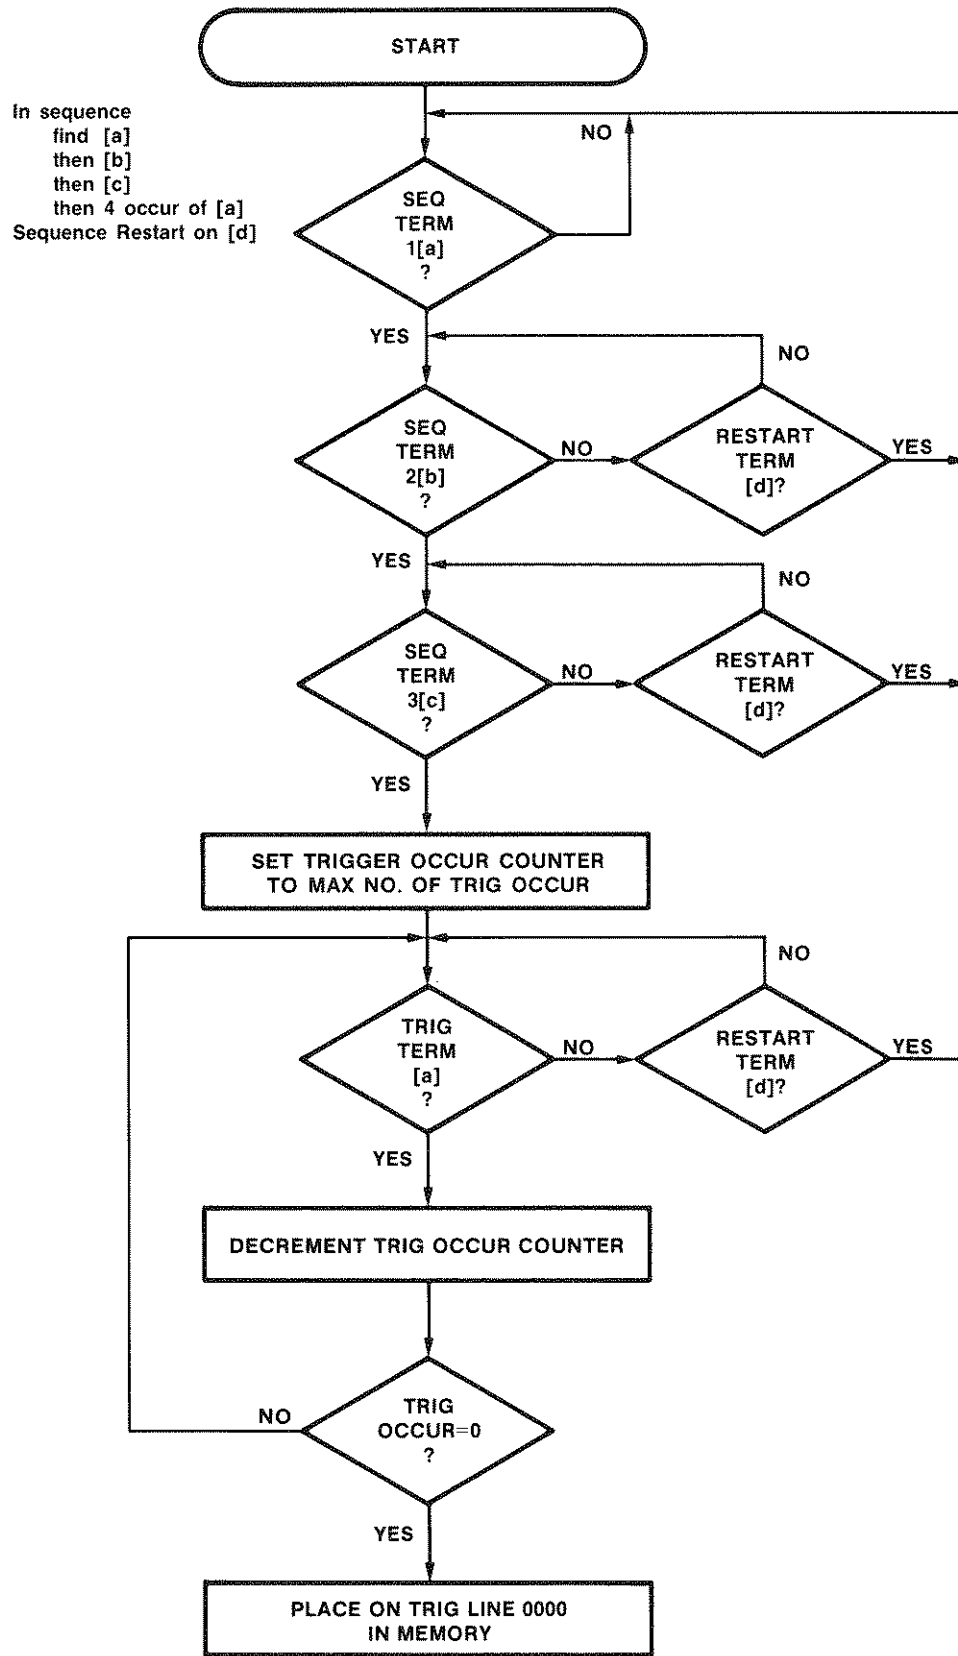 START
In sequence
find [a]
then [b]
then [c]
then 4 occur of [a]
Sequence Restart on [d]
NO
SEQ
TERM
1[a]
?
YES
NO
SEQ
TERM
2[b]
?
NO
RESTART
TERM
[d]?
YES
YES
NO
SEQ
TERM
3[c]
?
NO
RESTART
TERM
[d]?
YES
YES
SET TRIGGER OCCUR COUNTER
TO MAX NO. OF TRIG OCCUR
NO
TRIG
TERM
[a]
?
NO
RESTART
TERM
[d]?
YES
YES
DECREMENT TRIG OCCUR COUNTER
NO
TRIG
OCCUR=0
?
YES
PLACE ON TRIG LINE 0000
IN MEMORY